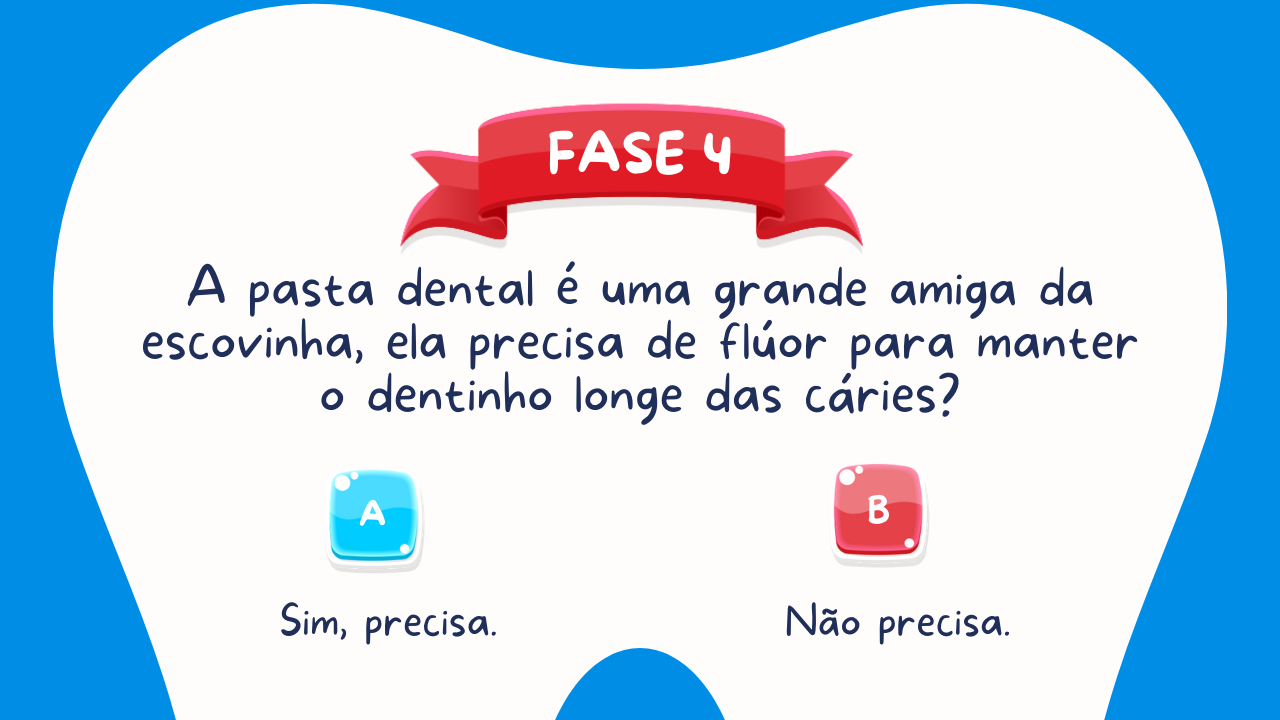 FASE 4
A pasta dental é uma grande amiga da
escovinha, ela precisa de flúor para manter
o dentinho longe das cáries?
A
B
Sim, precisa.
Não precisa.